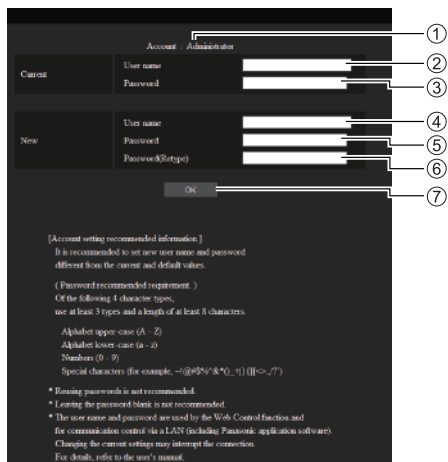 Account : Administrator
①
Current
User name
②
Password
③
New
User name
④
Password
⑤
Password(Retype)
⑥
OK
⑦
[Account setting recommended information.]
It is recommended to set new user name and password
different from the current and default values.
( Password recommended requirement. )
Of the following 4 character types,
use at least 3 types and a length of at least 8 characters.
Alphabet upper-case (A - Z)
Alphabet lower-case (a - z)
Numbers (0 - 9)
Special characters (for example,
* Reusing passwords is not recommended.
* Leaving the password blank is not recommended.
* The user name and password are used by the Web Control function and
for communication control via a LAN (including Panasonic application software).
Changing the current settings may interrupt the connection.
For details, refer to the user's manual.